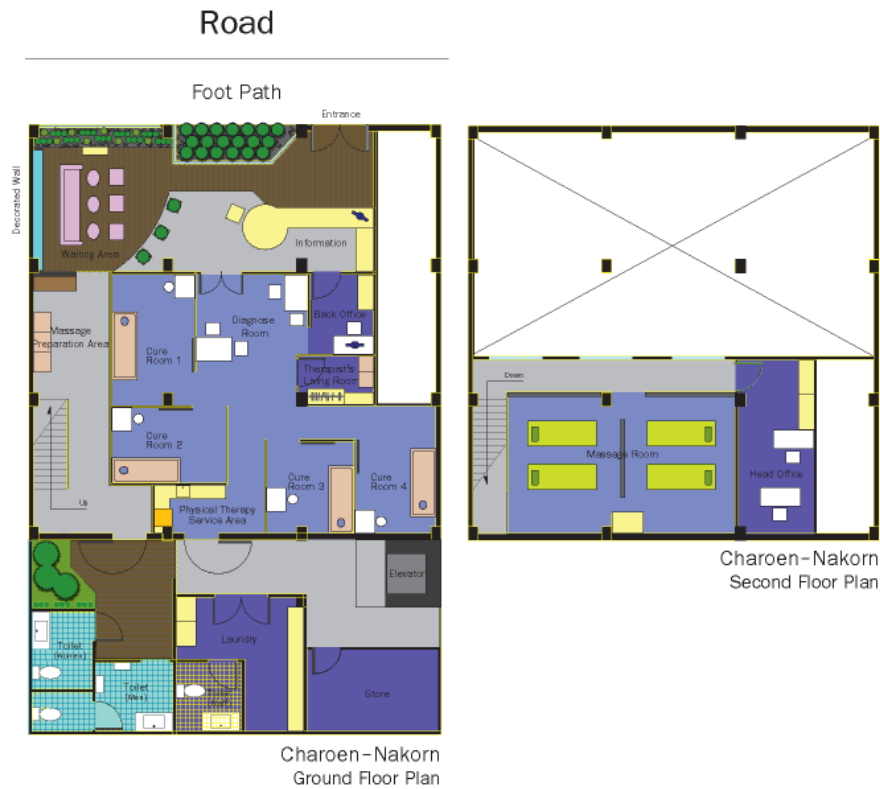 Road
Foot Path
Entrance
Decorated Wall
Information
Waiting Area
Massage
Preparation Area
Diagnose
Room
Back Office
Cure
Room 1
Therapist's
Living Room
Cure
Room 2
Cure
Room 3
Cure
Room 4
Up
Physical Therapy
Service Area
Elevator
Toilet
(Women)
Laundry
Toilet
(Men)
Store
Charoen-Nakorn
Ground Floor Plan
Down
Massage Room
Head Office
Charoen-Nakorn
Second Floor Plan